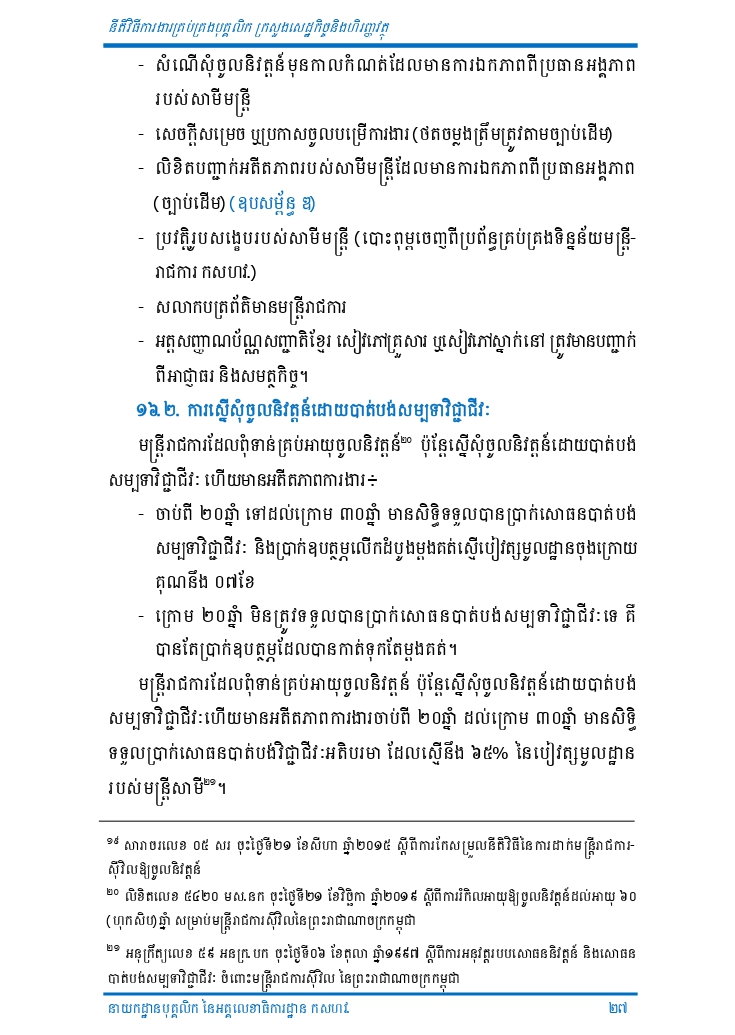 នីតិវិធីការងារគ្រប់គ្រងបុគ្គលិក ក្រសួងសេដ្ឋកិច្ចនិងហិរញ្ញវត្ថុ
- សំណើសុំចូលនិវត្តន៍មុនកាលកំណត់ដែលមានការឯកភាពពីប្រធានអង្គភាព
របស់សាមីមន្ត្រី
- សេចក្តីសម្រេច ឬប្រកាសចូលបម្រើការងារ (ថតចម្លងត្រឹមត្រូវតាមច្បាប់ដើម)
- លិខិតបញ្ជាក់អតីតភាពរបស់សាមីមន្ត្រីដែលមានការឯកភាពពីប្រធានអង្គភាព
(ច្បាប់ដើម) (ឧបសម្ព័ន្ធ ឌ)
- ប្រវត្តិរូបសង្ខេបរបស់សាមីមន្ត្រី (បោះពុម្ពចេញពីប្រព័ន្ធគ្រប់គ្រងទិន្នន័យមន្ត្រី-
រាជការ កសហវ.)
- សលាកបត្រព័ត៌មានមន្ត្រីរាជការ
- អត្តសញ្ញាណប័ណ្ណសញ្ជាតិខ្មែរ សៀវភៅគ្រួសារ ឬសៀវភៅស្នាក់នៅ ត្រូវមានបញ្ជាក់
ពីអាជ្ញាធរ និងសមត្ថកិច្ច។
១៦.២. ការស្នើសុំចូលនិវត្តន៍ដោយបាត់បង់សម្បទាវិជ្ជាជីវៈ
មន្ត្រីរាជការដែលពុំទាន់គ្រប់អាយុចូលនិវត្តន៍២០ ប៉ុន្តែស្នើសុំចូលនិវត្តន៍ដោយបាត់បង់
សម្បទាវិជ្ជាជីវៈ ហើយមានអតីតភាពការងារ÷
- ចាប់ពី ២០ឆ្នាំ ទៅដល់ក្រោម ៣០ឆ្នាំ មានសិទ្ធិទទួលបានប្រាក់សោធនបាត់បង់
សម្បទាវិជ្ជាជីវៈ និងប្រាក់ឧបត្ថម្ភលើកដំបូងម្តងគត់ស្មើបៀវត្សមូលដ្ឋានចុងក្រោយ
គុណនឹង ០៧ខែ
- ក្រោម ២០ឆ្នាំ មិនត្រូវទទួលបានប្រាក់សោធនបាត់បង់សម្បទាវិជ្ជាជីវៈទេ គឺ
បានតែប្រាក់ឧបត្ថម្ភដែលបានកាត់ទុកតែម្តងគត់។
មន្ត្រីរាជការដែលពុំទាន់គ្រប់អាយុចូលនិវត្តន៍ ប៉ុន្តែស្នើសុំចូលនិវត្តន៍ដោយបាត់បង់
សម្បទាវិជ្ជាជីវៈហើយមានអតីតភាពការងារចាប់ពី ២០ឆ្នាំ ដល់ក្រោម ៣០ឆ្នាំ មានសិទ្ធិ
ទទួលប្រាក់សោធនបាត់បង់វិជ្ជាជីវៈអតិបរមា ដែលស្មើនឹង ៦៥% នៃបៀវត្សមូលដ្ឋាន
របស់មន្ត្រីសាមី២១។
១៩ សារាចរលេខ ០៥ សរ ចុះថ្ងៃទី២១ ខែសីហា ឆ្នាំ២០១៥ ស្តីពីការកែសម្រួលនីតិវិធីនៃការដាក់មន្ត្រីរាជការ-
ស៊ីវិលឱ្យចូលនិវត្តន៍
២០ លិខិតលេខ ៥៤២០ មស.នក ចុះថ្ងៃទី២១ ខែវិច្ឆិកា ឆ្នាំ២០១៩ ស្តីពីការរំកិលអាយុឱ្យចូលនិវត្តន៍ដល់អាយុ ៦០
(ហុកសិប)ឆ្នាំ សម្រាប់មន្ត្រីរាជការស៊ីវិលនៃព្រះរាជាណាចក្រកម្ពុជា
២១ អនុក្រឹត្យលេខ ៥៩ អនក្រ.បក ចុះថ្ងៃទី០៦ ខែតុលា ឆ្នាំ១៩៩៧ ស្តីពីការអនុវត្តរបបសោធននិវត្តន៍ និងសោធន
បាត់បង់សម្បទាវិជ្ជាជីវៈ ចំពោះមន្ត្រីរាជការស៊ីវិល នៃព្រះរាជាណាចក្រកម្ពុជា
នាយកដ្ឋានបុគ្គលិក នៃអគ្គលេខាធិការដ្ឋាន កសហវ. ២៧